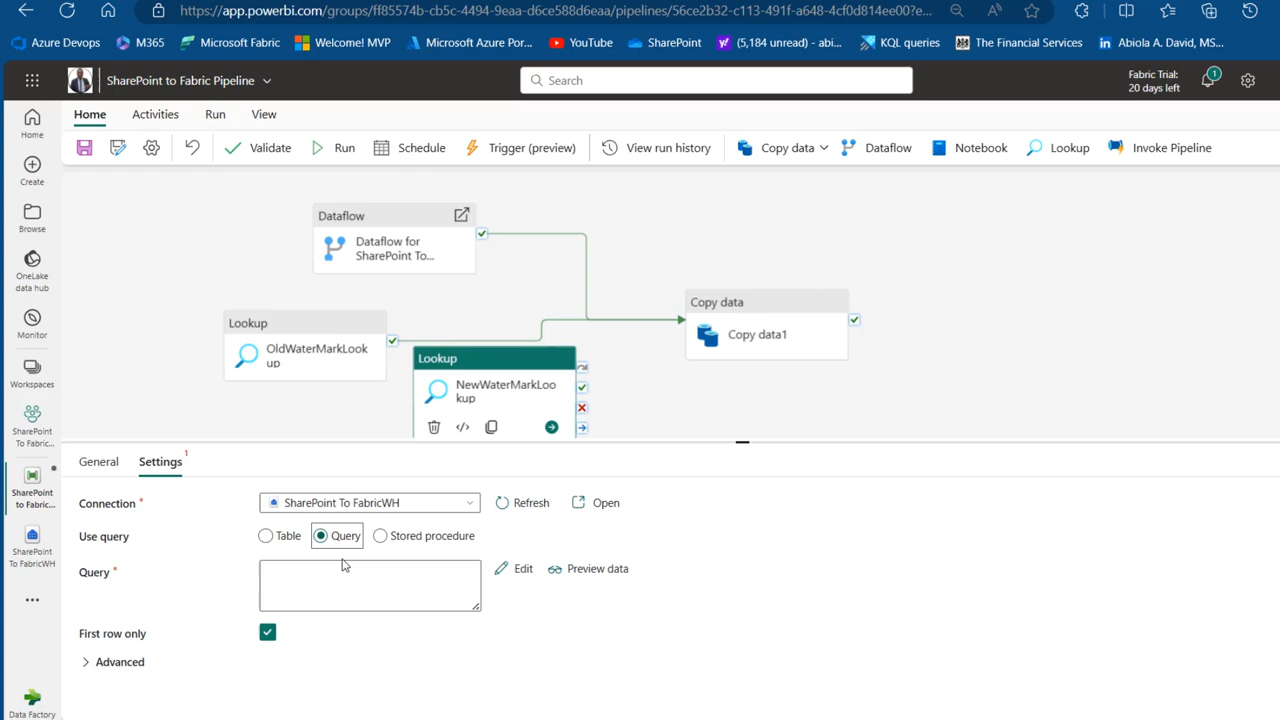 https://app.powerbi.com/groups/ff85574b-cb5c-4494-9eaa-d6ce588d6eaa/pipelines/56ce2b32-c113-491f-a648-4cf0d814ee00?e...
Azure Devops
M365
Microsoft Fabric
Welcome! MVP
Microsoft Azure Por...
YouTube
SharePoint
(5,184 unread) - abi...
KQL queries
The Financial Services
Abiola A. David, MS...
SharePoint to Fabric Pipeline
Search
Fabric Trial:
20 days left
1
Home
Activities
Run
View
Validate
Run
Schedule
Trigger (preview)
View run history
Copy data
Dataflow
Notebook
Lookup
Invoke Pipeline
Home
Create
Browse
OneLake
data hub
Monitor
Workspaces
SharePoint
To Fabric...
SharePoint
to Fabric...
SharePoint
To FabricWH
Data Factory
Dataflow
Dataflow for
SharePoint To...
Lookup
OldWaterMarkLook
up
Lookup
NewWaterMarkLoo
kup
Copy data
Copy data1
General
Settings
1
Connection *
SharePoint To FabricWH
Refresh
Open
Use query
Table
Query
Stored procedure
Query *
Edit
Preview data
First row only
Advanced